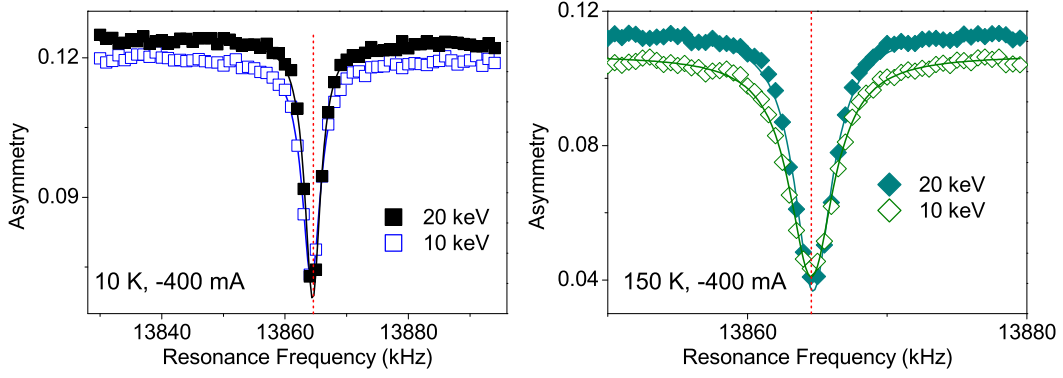 0.12
0.09
Asymmetry
20 keV
10 keV
10 K, -400 mA
13840
13860
13880
Resonance Frequency (kHz)
0.12
0.08
0.04
Asymmetry
20 keV
10 keV
150 K, -400 mA
13860
13880
Resonance Frequency (kHz)